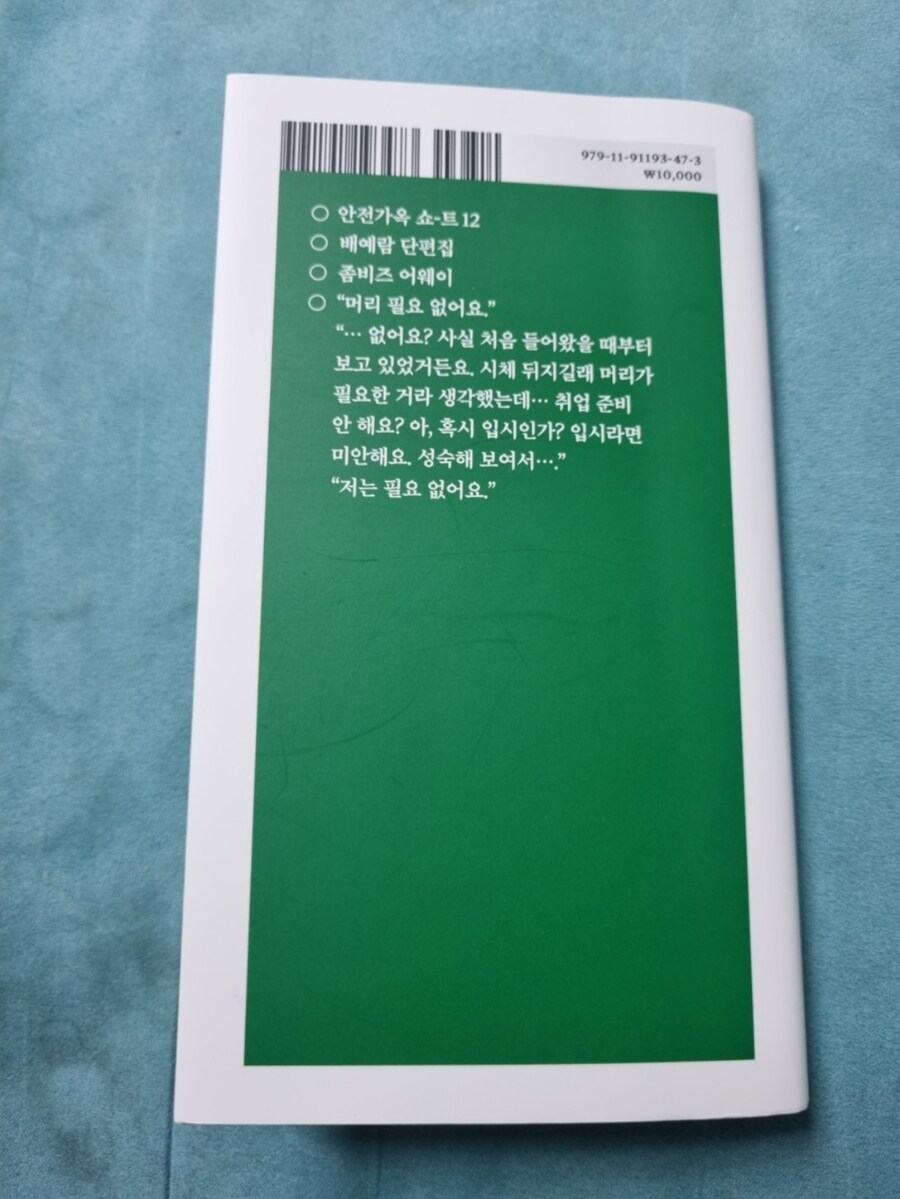 979-11-91193-47-3
₩10,000
○ 안전가옥 쇼-트 12
○ 배예람 단편집
○ 좀비즈 어웨이
○ “머리 필요 없어요.”
“… 없어요? 사실 처음 들어왔을 때부터
보고 있었거든요. 시체 뒤지길래 머리가
필요한 거라 생각했는데… 취업 준비
안 해요? 아, 혹시 입시인가? 입시라면
미안해요. 성숙해 보여서….”
“저는 필요 없어요.”